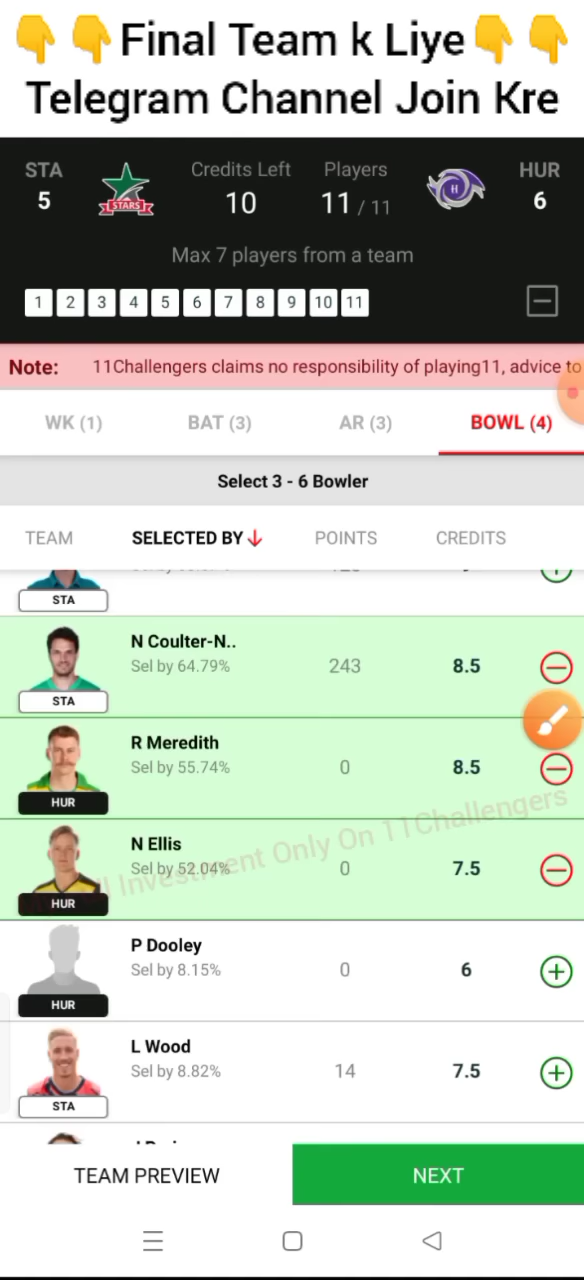 👇👇Final Team k Liye👇👇
Telegram Channel Join Kre
STA
5
STARS
Credits Left
10
Players
11 / 11
H
HUR
6
Max 7 players from a team
1 2 3 4 5 6 7 8 9 10 11
Note: 11Challengers claims no responsibility of playing11, advice to
WK (1) BAT (3) AR (3) BOWL (4)
Select 3 - 6 Bowler
TEAM SELECTED BY POINTS CREDITS
STA
N Coulter-N..
Sel by 64.79% 243 8.5
STA
R Meredith
Sel by 55.74% 0 8.5
HUR
N Ellis
Sel by 52.04% 0 7.5
HUR
Investment Only On 11Challengers
P Dooley
Sel by 8.15% 0 6
HUR
L Wood
Sel by 8.82% 14 7.5
STA
TEAM PREVIEW NEXT